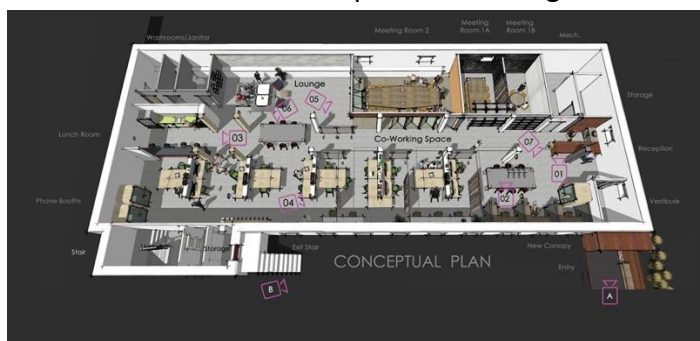 Meeting Room 2
Meeting
Room 1A
Meeting
Room 1B
Washrooms/Janitor
Mech.
Lounge
Storage
06
05
Lunch Room
03
Co-Working Space
07
Reception
01
Phone Booths
04
02
Vestibule
Stair
Storage
Exit Stair
New Canopy
CONCEPTUAL PLAN
Entry
B
A